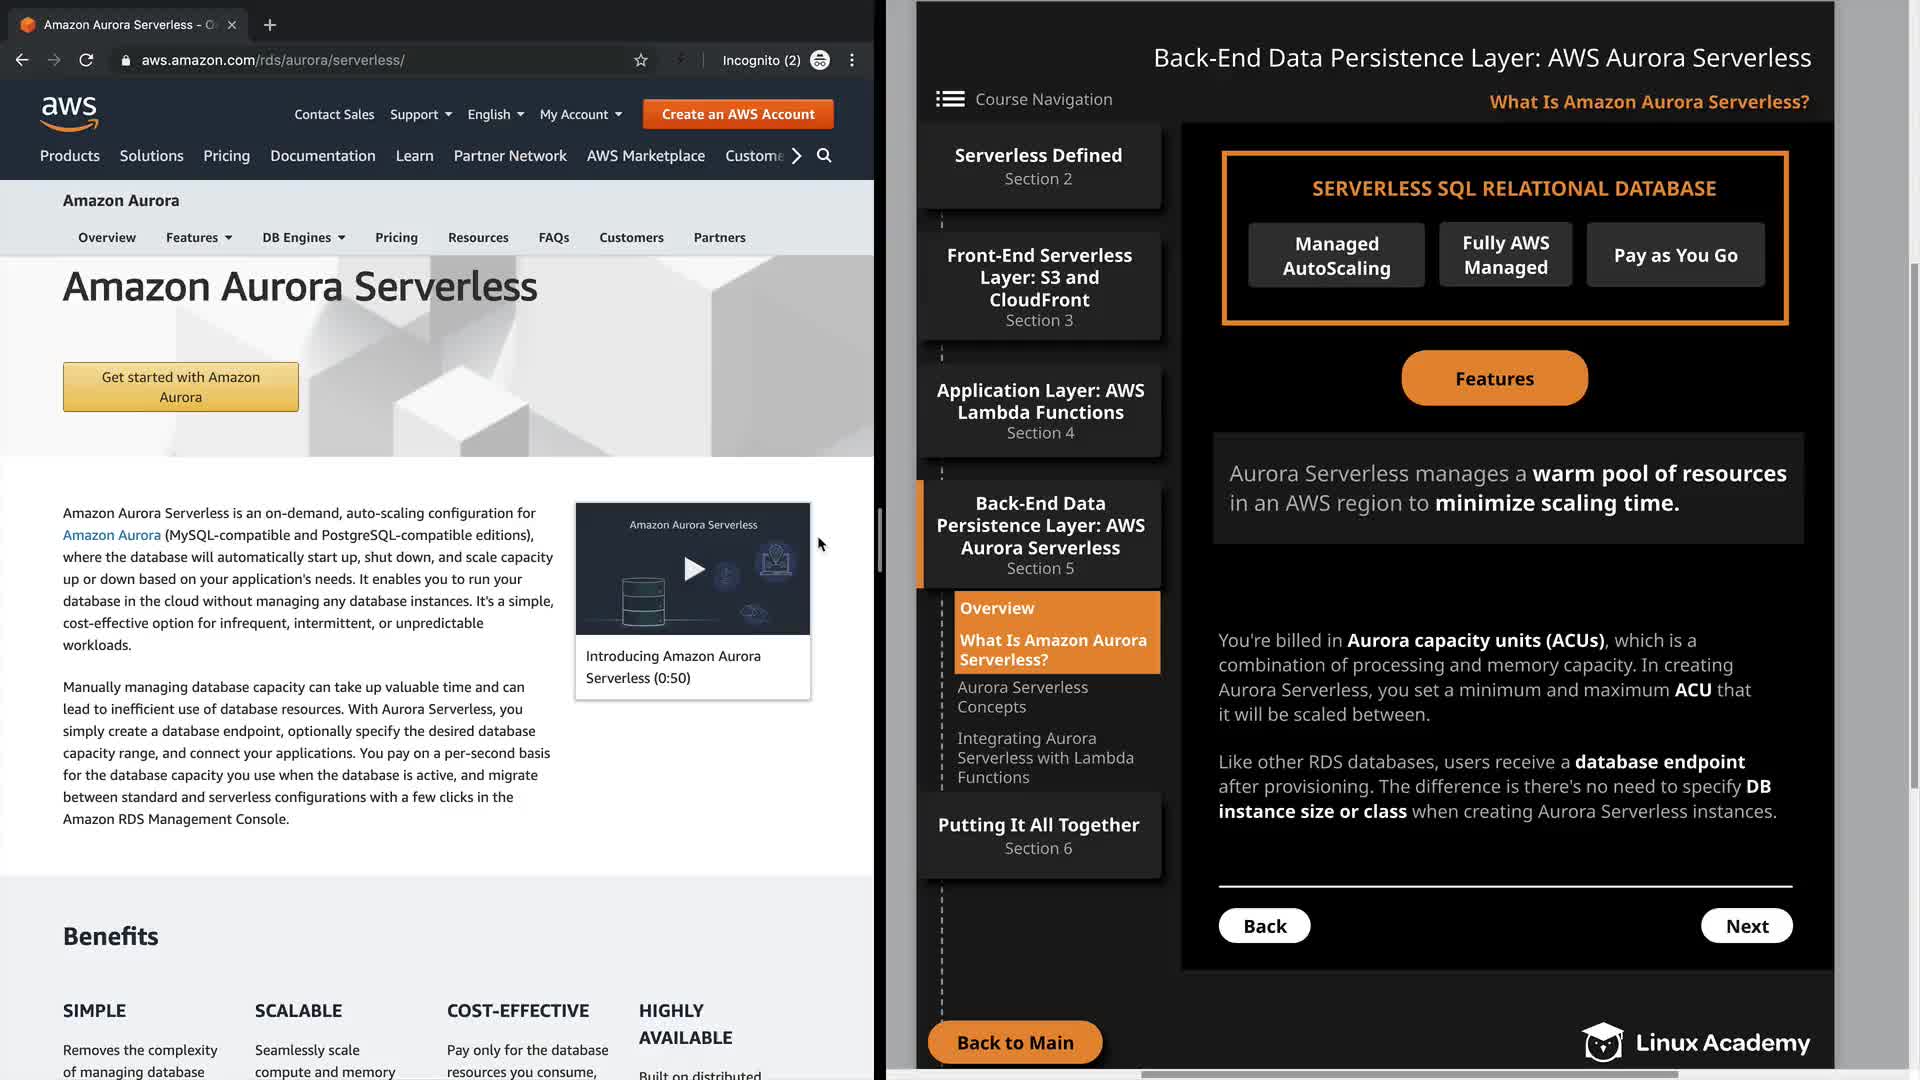 Amazon Aurora Serverless - O
aws.amazon.com/rds/aurora/serverless/
Incognito (2)
aws
Contact Sales
Support
English
My Account
Create an AWS Account
Products
Solutions
Pricing
Documentation
Learn
Partner Network
AWS Marketplace
Custome
Amazon Aurora
Overview
Features
DB Engines
Pricing
Resources
FAQs
Customers
Partners
Amazon Aurora Serverless
Get started with Amazon
Aurora
Amazon Aurora Serverless is an on-demand, auto-scaling configuration for
Amazon Aurora (MySQL-compatible and PostgreSQL-compatible editions),
where the database will automatically start up, shut down, and scale capacity
up or down based on your application's needs. It enables you to run your
database in the cloud without managing any database instances. It's a simple,
cost-effective option for infrequent, intermittent, or unpredictable
workloads.
Manually managing database capacity can take up valuable time and can
lead to inefficient use of database resources. With Aurora Serverless, you
simply create a database endpoint, optionally specify the desired database
capacity range, and connect your applications. You pay on a per-second basis
for the database capacity you use when the database is active, and migrate
between standard and serverless configurations with a few clicks in the
Amazon RDS Management Console.
Amazon Aurora Serverless
Introducing Amazon Aurora
Serverless (0:50)
Benefits
SIMPLE
Removes the complexity
of managing database
SCALABLE
Seamlessly scale
compute and memory
COST-EFFECTIVE
Pay only for the database
resources you consume,
HIGHLY
AVAILABLE
Built on distributed,
Back-End Data Persistence Layer: AWS Aurora Serverless
Course Navigation
What Is Amazon Aurora Serverless?
Serverless Defined
Section 2
Front-End Serverless
Layer: S3 and
CloudFront
Section 3
Application Layer: AWS
Lambda Functions
Section 4
Back-End Data
Persistence Layer: AWS
Aurora Serverless
Section 5
Overview
What Is Amazon Aurora
Serverless?
Aurora Serverless
Concepts
Integrating Aurora
Serverless with Lambda
Functions
Putting It All Together
Section 6
Back to Main
SERVERLESS SQL RELATIONAL DATABASE
Managed
AutoScaling
Fully AWS
Managed
Pay as You Go
Features
Aurora Serverless manages a warm pool of resources
in an AWS region to minimize scaling time.
You're billed in Aurora capacity units (ACUs), which is a
combination of processing and memory capacity. In creating
Aurora Serverless, you set a minimum and maximum ACU that
it will be scaled between.
Like other RDS databases, users receive a database endpoint
after provisioning. The difference is there's no need to specify DB
instance size or class when creating Aurora Serverless instances.
Back
Next
Linux Academy